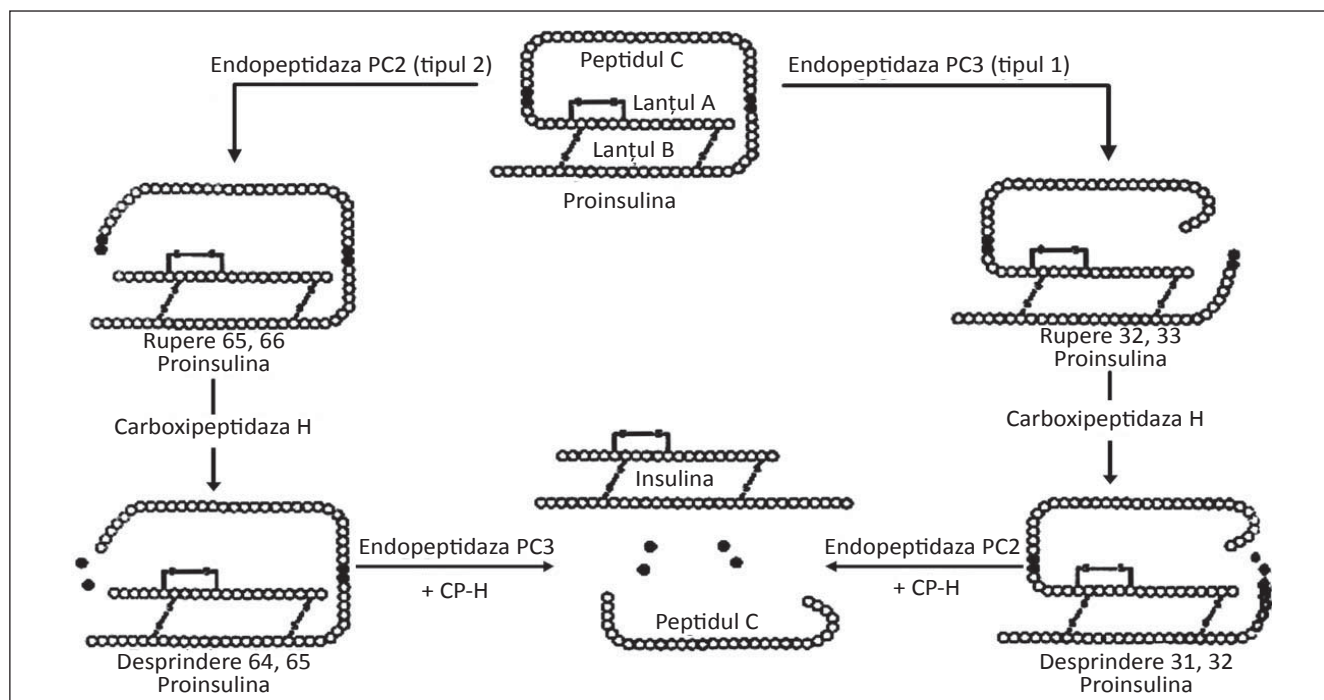 Endopeptidaza PC2 (tipul 2)
Peptidul C
Endopeptidaza PC3 (tipul 1)
Lanțul A
Lanțul B
Proinsulina
Rupere 65, 66
Proinsulina
Rupere 32, 33
Proinsulina
Carboxipeptidaza H
Carboxipeptidaza H
Insulina
Endopeptidaza PC3
+ CP-H
Endopeptidaza PC2
+ CP-H
Peptidul C
Desprindere 64, 65
Proinsulina
Desprindere 31, 32
Proinsulina